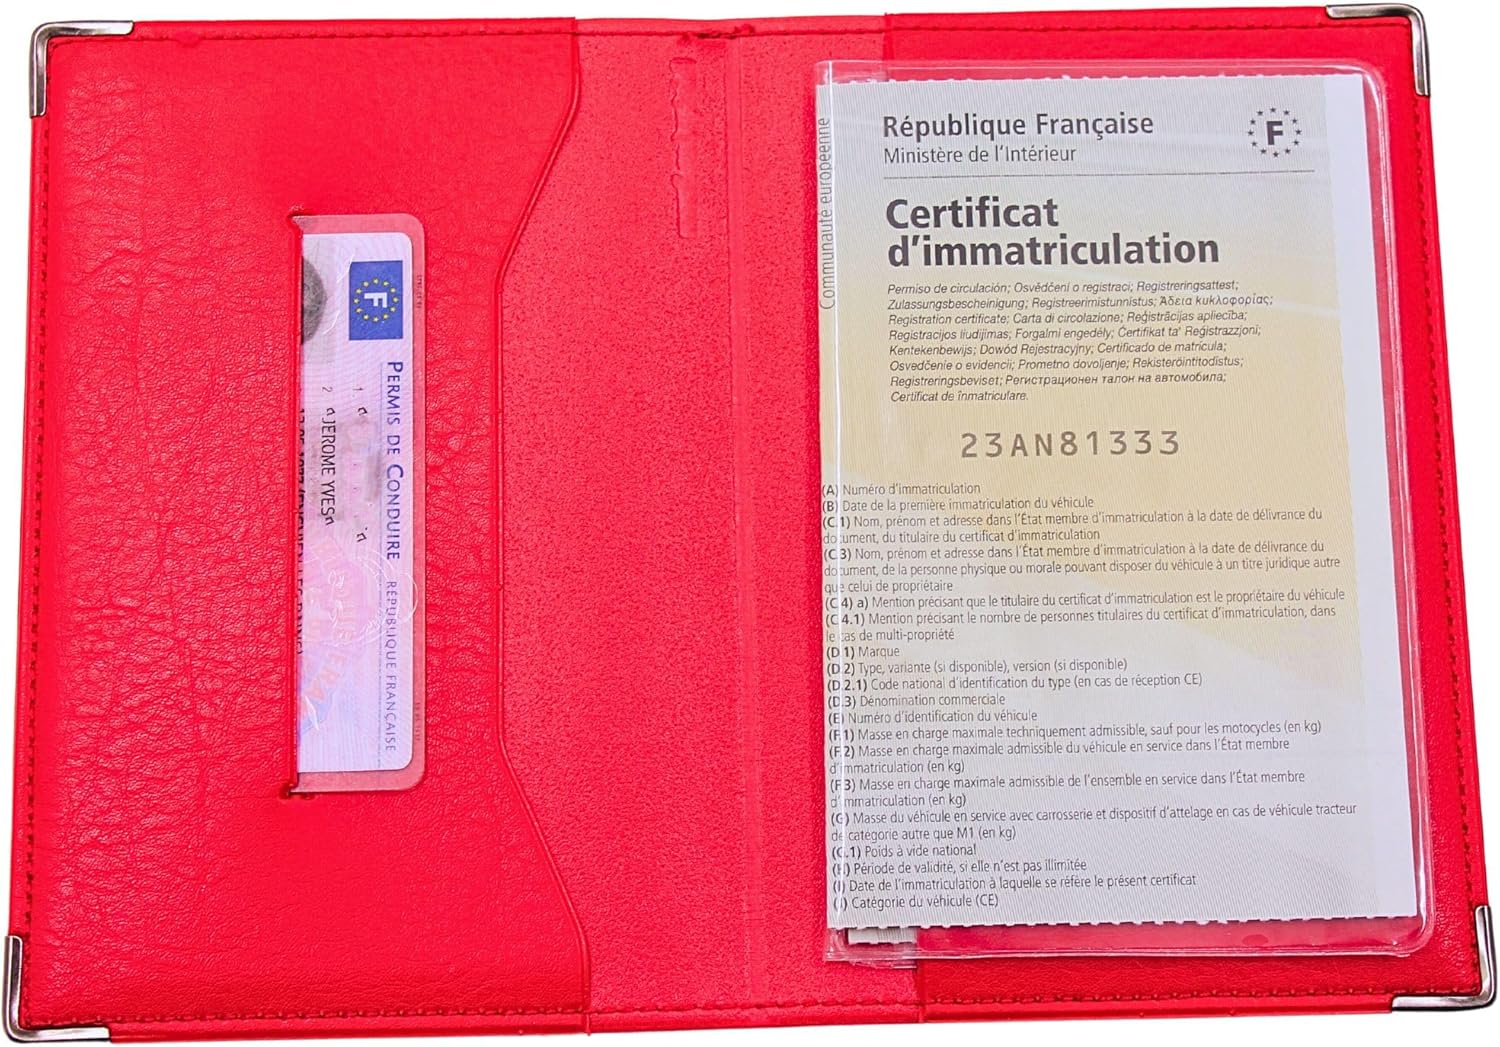 F
PERMIS DE CONDUIRE RÉPUBLIQUE FRANÇAISE
1
2 JEROME YVES
Communauté européenne
République Française
Ministère de l'Intérieur
F
Certificat
d'immatriculation
Permiso de circulación; Osvědčení o registraci; Registreringsattest;
Zulassungsbescheinigung; Registreerimistunnistus; Άδεια κυκλοφορίας;
Registration certificate; Carta di circolazione; Reģistrācijas apliecība;
Registracijos liudijimas; Forgalmi engedély; Ċertifikat ta' Reġistrazzjoni;
Kentekenbewijs; Dowód Rejestracyjny; Certificado de matrícula;
Osvedčenie o evidencii; Prometno dovoljenje; Rekisteröintitodistus;
Registreringsbeviset; Регистрационен талон на автомобила;
Certificat de înmatriculare.
23AN81333
(A) Numéro d'immatriculation
(B) Date de la première immatriculation du véhicule
(C.1) Nom, prénom et adresse dans l'État membre d'immatriculation à la date de délivrance du
document, du titulaire du certificat d'immatriculation
(C.3) Nom, prénom et adresse dans l'État membre d'immatriculation à la date de délivrance du
document, de la personne physique ou morale pouvant disposer du véhicule à un titre juridique autre
que celui de propriétaire
(C.4) a) Mention précisant que le titulaire du certificat d'immatriculation est le propriétaire du véhicule
(C.4.1) Mention précisant le nombre de personnes titulaires du certificat d'immatriculation, dans
le cas de multi-propriété
(D.1) Marque
(D.2) Type, variante (si disponible), version (si disponible)
(D.2.1) Code national d'identification du type (en cas de réception CE)
(D.3) Dénomination commerciale
(E) Numéro d'identification du véhicule
(F.1) Masse en charge maximale techniquement admissible, sauf pour les motocycles (en kg)
(F.2) Masse en charge maximale admissible du véhicule en service dans l'État membre
d'immatriculation (en kg)
(F.3) Masse en charge maximale admissible de l'ensemble en service dans l'État membre
d'immatriculation (en kg)
(G) Masse du véhicule en service avec carrosserie et dispositif d'attelage en cas de véhicule tracteur
de catégorie autre que M1 (en kg)
(G.1) Poids à vide national
(H) Période de validité, si elle n'est pas illimitée
(I) Date de l'immatriculation à laquelle se réfère le présent certificat
(J) Catégorie du véhicule (CE)